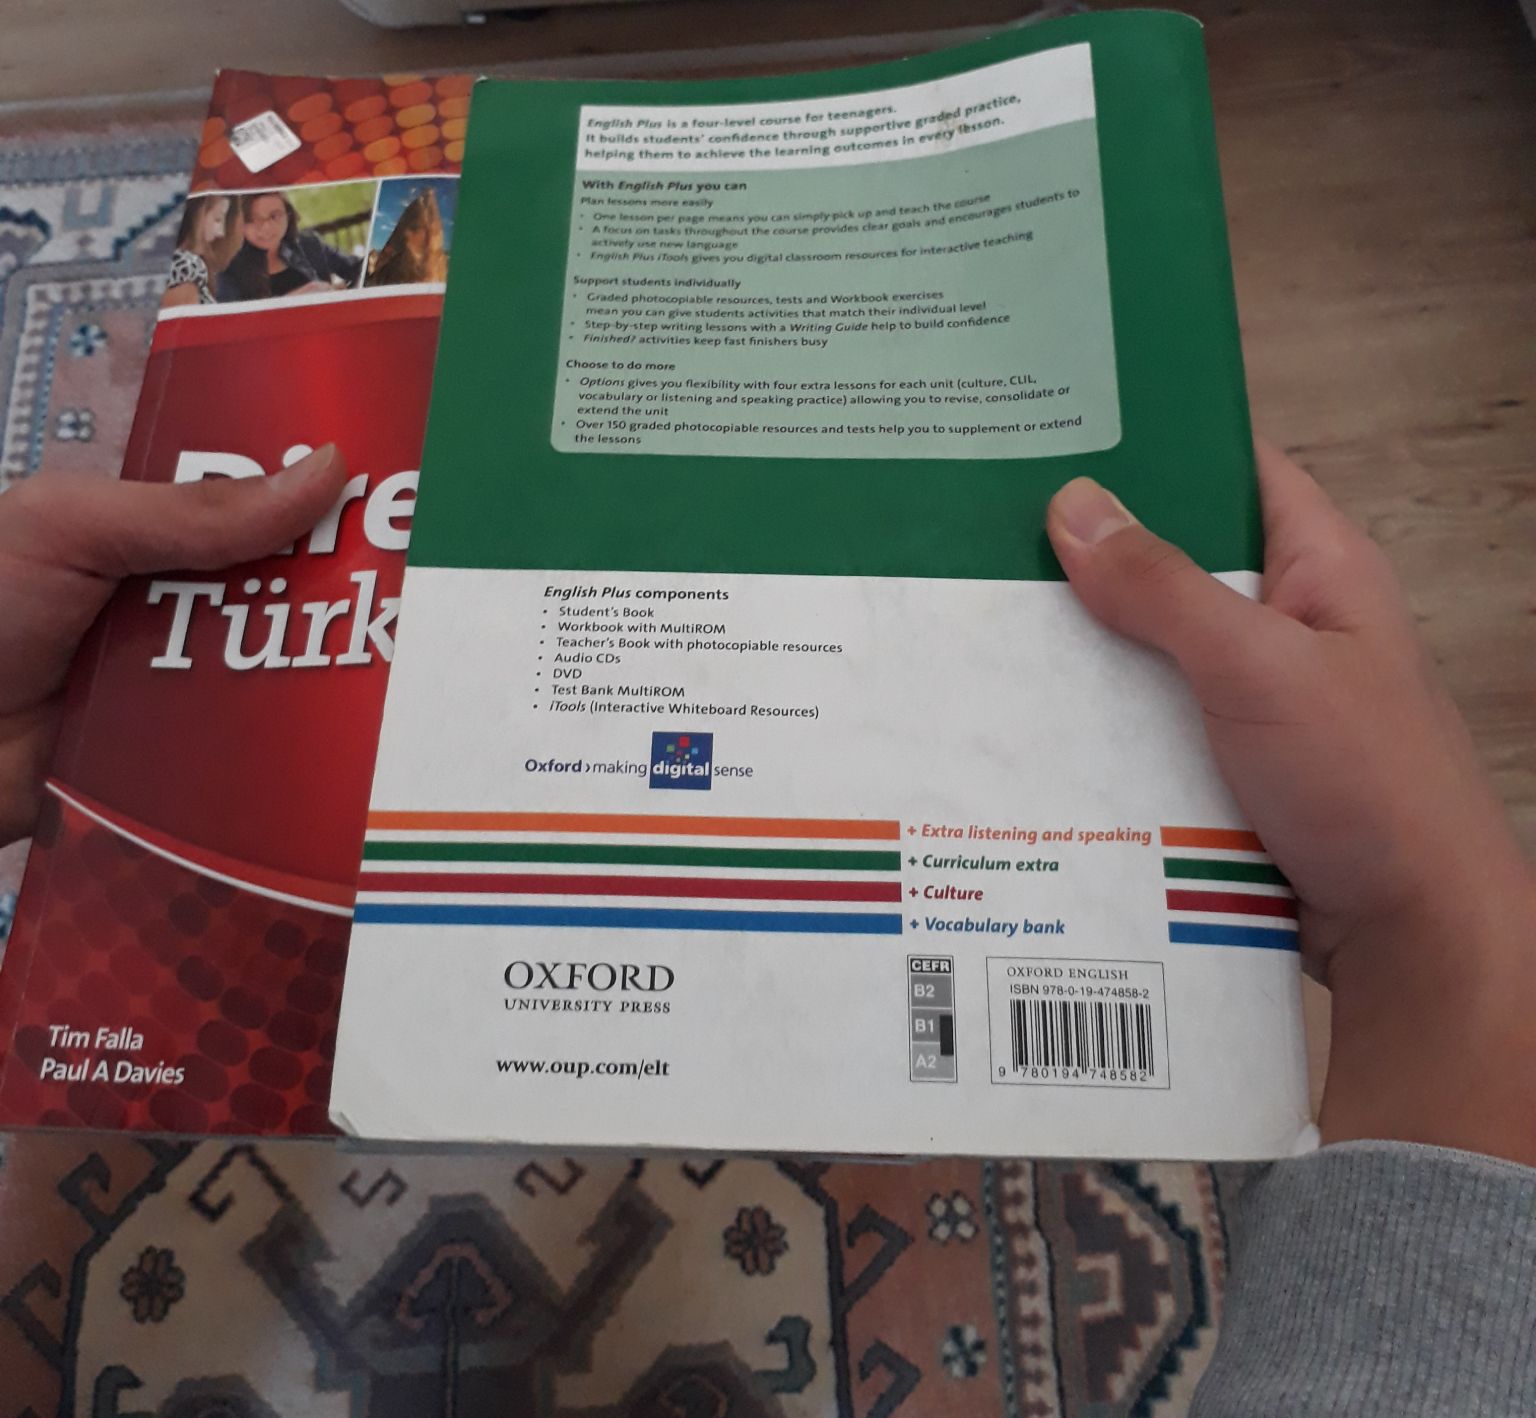 Dire
Türk
Tim Falla
Paul A Davies
English Plus is a four-level course for teenagers.
It builds students' confidence through supportive graded practice,
helping them to achieve the learning outcomes in every lesson.
With English Plus you can
Plan lessons more easily
• One lesson per page means you can simply pick up and teach the course
• A focus on tasks throughout the course provides clear goals and encourages students to
actively use new language
• English Plus iTools gives you digital classroom resources for interactive teaching
Support students individually
• Graded photocopiable resources, tests and Workbook exercises
mean you can give students activities that match their individual level
• Step-by-step writing lessons with a Writing Guide help to build confidence
• Finished? activities keep fast finishers busy
Choose to do more
• Options gives you flexibility with four extra lessons for each unit (culture, CLIL,
vocabulary or listening and speaking practice) allowing you to revise, consolidate or
extend the unit
• Over 150 graded photocopiable resources and tests help you to supplement or extend
the lessons
English Plus components
• Student's Book
• Workbook with MultiROM
• Teacher's Book with photocopiable resources
• Audio CDs
• DVD
• Test Bank MultiROM
• iTools (Interactive Whiteboard Resources)
Oxford › making digital sense
+ Extra listening and speaking
+ Curriculum extra
+ Culture
+ Vocabulary bank
OXFORD
UNIVERSITY PRESS
www.oup.com/elt
CEFR
B2
B1
A2
OXFORD ENGLISH
ISBN 978-0-19-474858-2
9 780194 748582